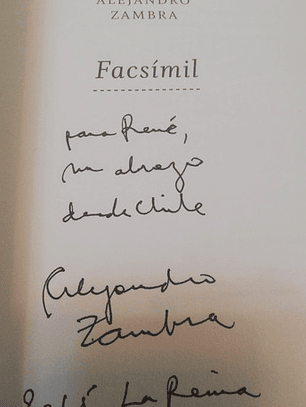 ALEJANDRO
ZAMBRA
Facsímil
para René,
un abrazo
desde Chile
Alejandro
Zambra
La Reina